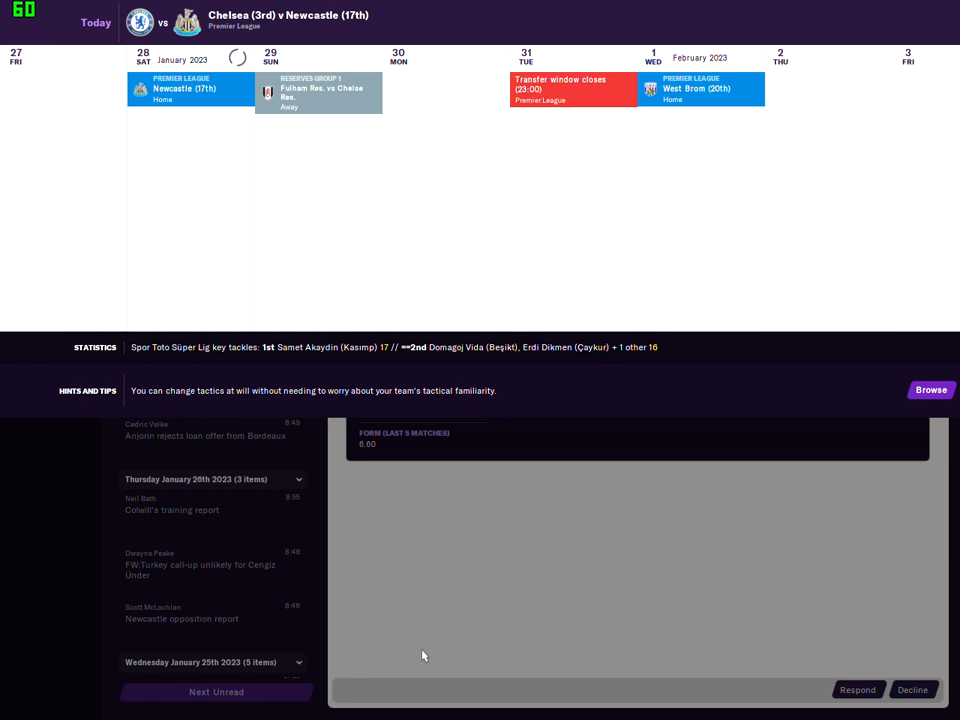 60
Today
vs
Chelsea (3rd) v Newcastle (17th)
Premier League
27
FRI
28
SAT
January 2023
29
SUN
30
MON
31
TUE
1
WED
February 2023
2
THU
3
FRI
PREMIER LEAGUE
Newcastle (17th)
Home
RESERVES GROUP 1
Fulham Res. vs Chelse
Res.
Away
Transfer window closes
(23:00)
Premier League
PREMIER LEAGUE
West Brom (20th)
Home
STATISTICS
Spor Toto Süper Lig key tackles: 1st Samet Akaydin (Kasımp) 17 // ==2nd Domagoj Vida (Beşikt), Erdi Dikmen (Çaykur) + 1 other 16
HINTS AND TIPS
You can change tactics at will without needing to worry about your team's tactical familiarity.
Browse
Cedric Valke
8:49
Anjorin rejects loan offer from Bordeaux
FORM (LAST 5 MATCHES)
6.60
Thursday January 26th 2023 (3 items)
Neil Bath
8:55
Colwill's training report
Dwayne Peake
8:48
FW:Turkey call-up unlikely for Cengiz
Ünder
Scott McLachlan
8:46
Newcastle opposition report
Wednesday January 25th 2023 (5 items)
Next Unread
Respond
Decline